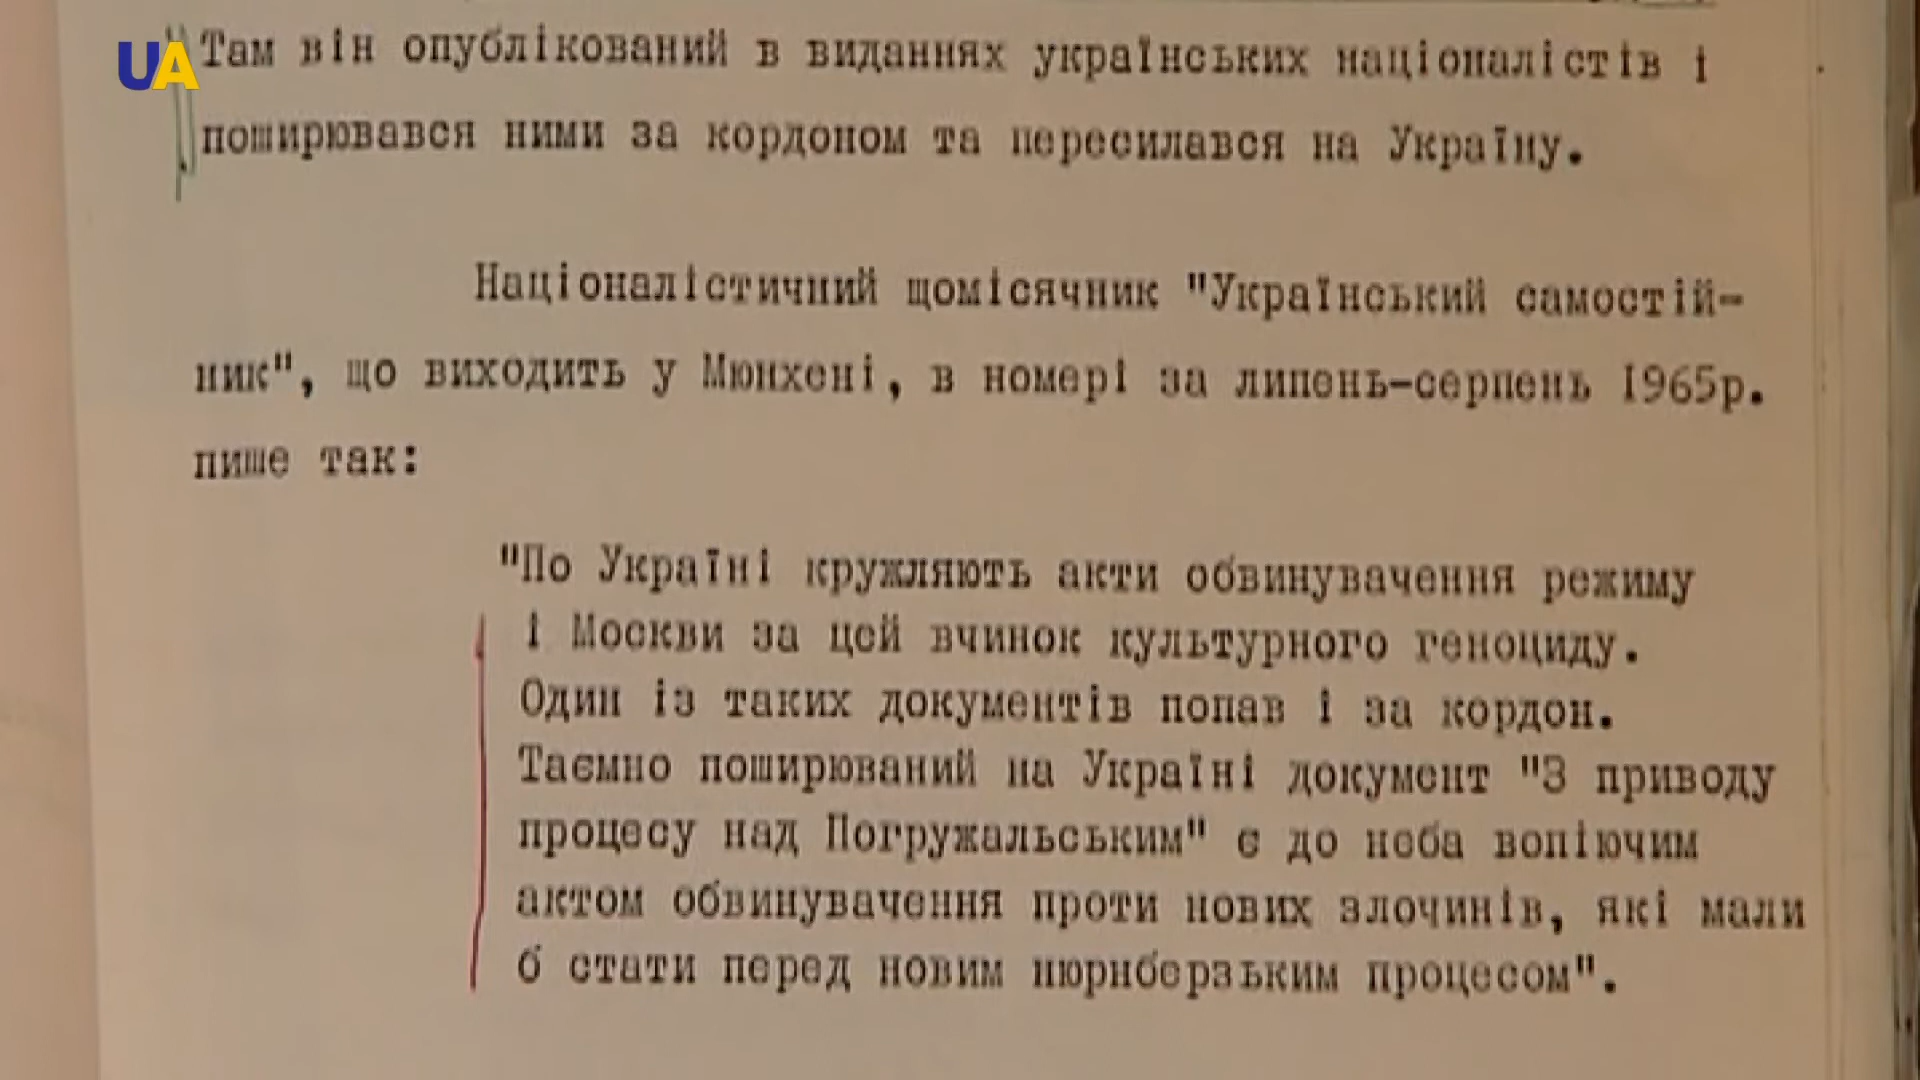 UA
Там він опублікований в виданнях українських націоналістів і
поширювався ними за кордоном та пересилався на Україну.
Націоналістичний щомісячник "Український самостій-
ник", що виходить у Мюнхені, в номері за липень-серпень 1965р.
пише так:
"По Україні кружляють акти обвинувачення режиму
і Москви за цей вчинок культурного геноциду.
Один із таких документів попав і за кордон.
Таємно поширюваний на Україні документ "З приводу
процесу над Погружальським" є до неба вопіючим
актом обвинувачення проти нових злочинів, які мали
б стати перед новим нюрнберзьким процесом".